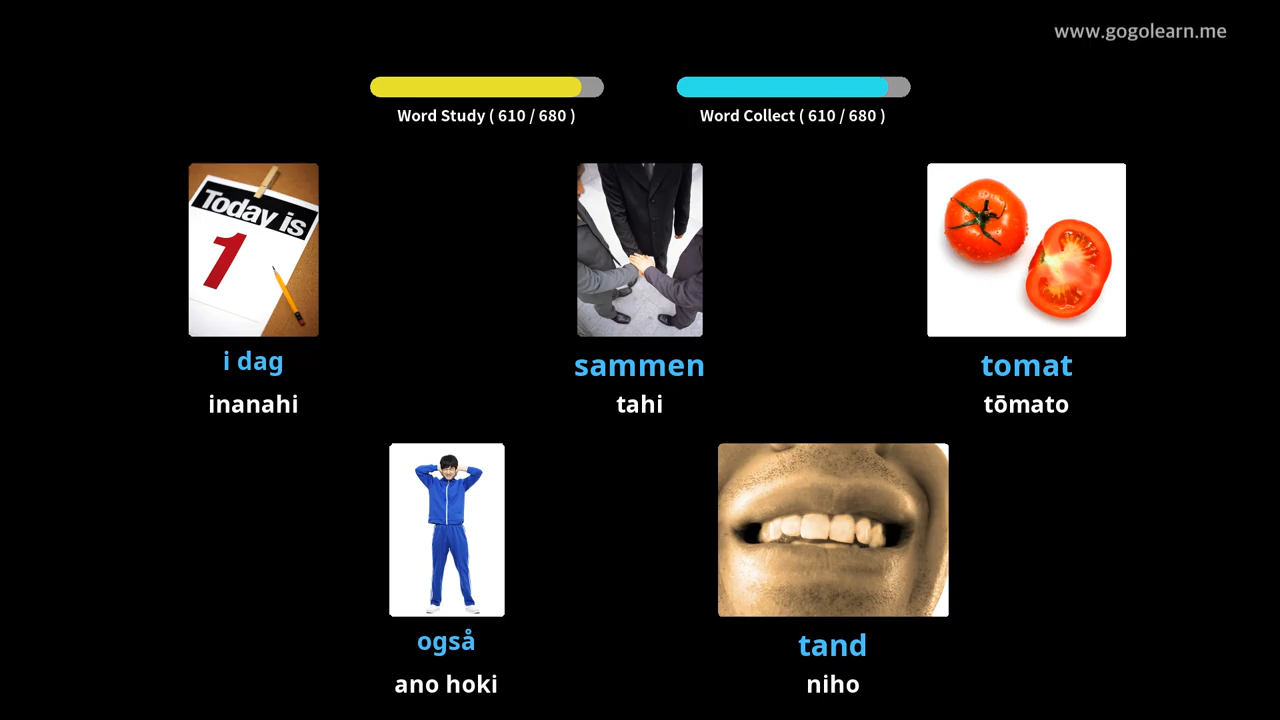 www.gogolearn.me
Word Study ( 610 / 680 )
Word Collect ( 610 / 680 )
Today is
1
i dag
inanahi
sammen
tahi
tomat
tōmato
også
ano hoki
tand
niho